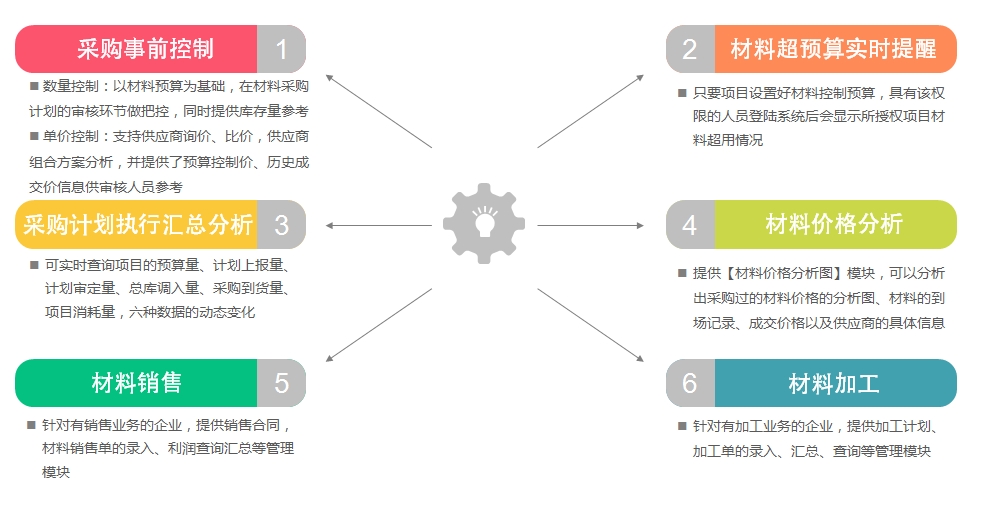 采购事前控制 1
■ 数量控制：以材料预算为基础，在材料采购
计划的审核环节做把控，同时提供库存量参考
■ 单价控制：支持供应商询价、比价，供应商
组合方案分析，并提供了预算控制价、历史成
交价信息供审核人员参考
2 材料超预算实时提醒
■ 只要项目设置好材料控制预算，具有该权
限的人员登陆系统后会显示所授权项目材
料超用情况
采购计划执行汇总分析 3
■ 可实时查询项目的预算量、计划上报量、
计划审定量、总库调入量、采购到货量、
项目消耗量，六种数据的动态变化
4 材料价格分析
■ 提供【材料价格分析图】模块，可以分析
出采购过的材料价格的分析图、材料的到
场记录、成交价格以及供应商的具体信息
材料销售 5
■ 针对有销售业务的企业，提供销售合同，
材料销售单的录入、利润查询汇总等管理
模块
6 材料加工
■ 针对有加工业务的企业，提供加工计划、
加工单的录入、汇总、查询等管理模块